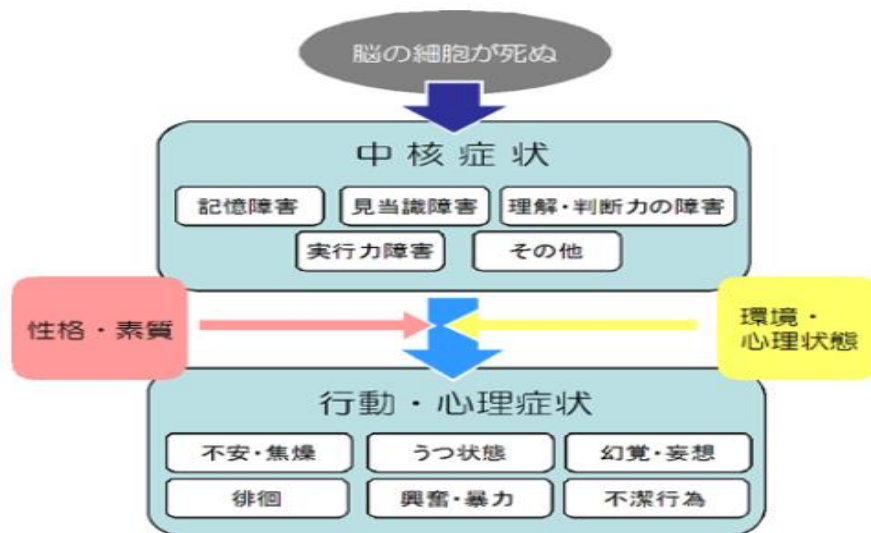 脳の細胞が死ぬ
中核症状
記憶障害
見当識障害
理解・判断力の障害
実行力障害
その他
性格・素質
環境・
心理状態
行動・心理症状
不安・焦燥
うつ状態
幻覚・妄想
徘徊
興奮・暴力
不潔行為